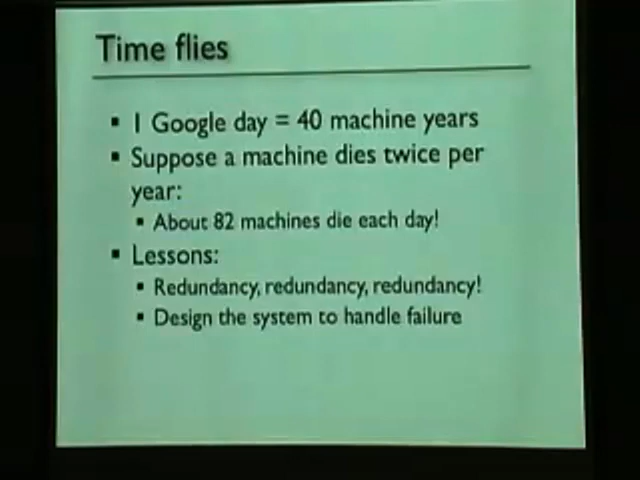 Time flies
▪ 1 Google day = 40 machine years
▪ Suppose a machine dies twice per
year:
▪ About 82 machines die each day!
▪ Lessons:
▪ Redundancy, redundancy, redundancy!
▪ Design the system to handle failure